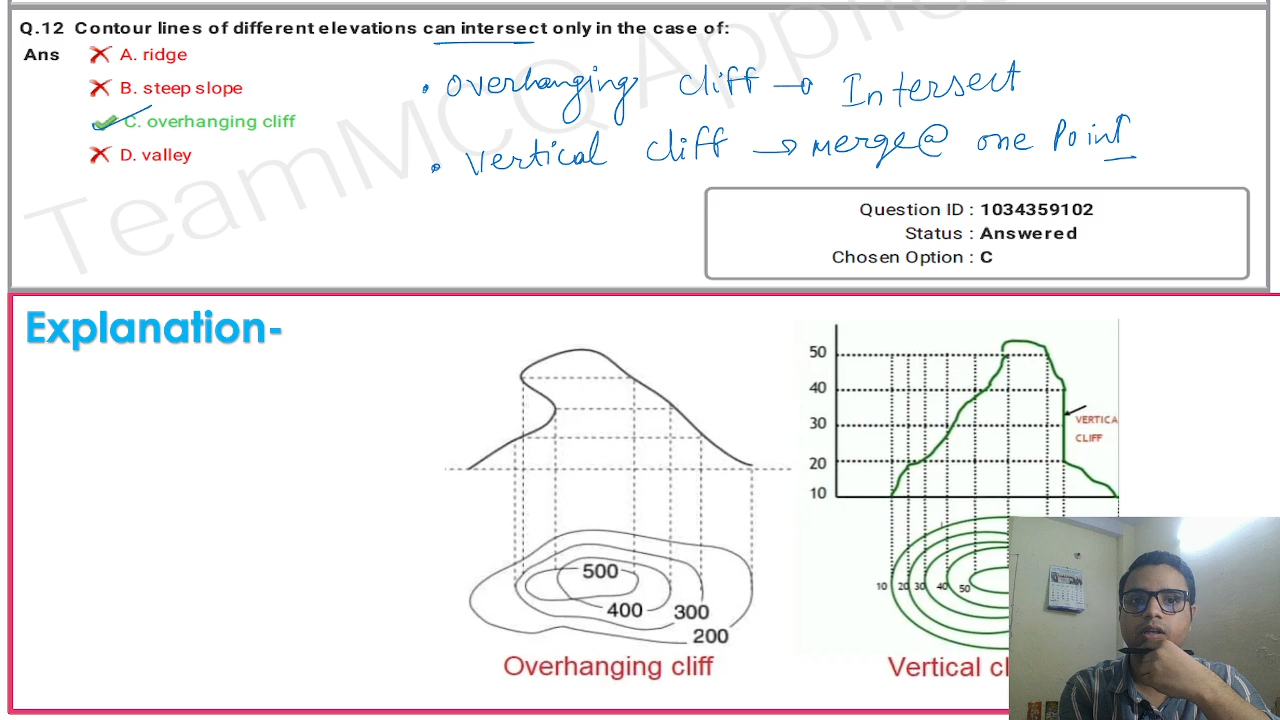 Q.12 Contour lines of different elevations can intersect only in the case of:
Ans
A. ridge
B. steep slope
C. overhanging cliff
D. valley
• overhanging cliff → Intersect
• vertical cliff → merge@ one Point
TeamMCQ Applic
Question ID : 1034359102
Status : Answered
Chosen Option : C
Explanation-
500
400
300
200
Overhanging cliff
50
40
30
20
10
VERTICA
CLIFF
10 20 30 40 50
Vertical cl